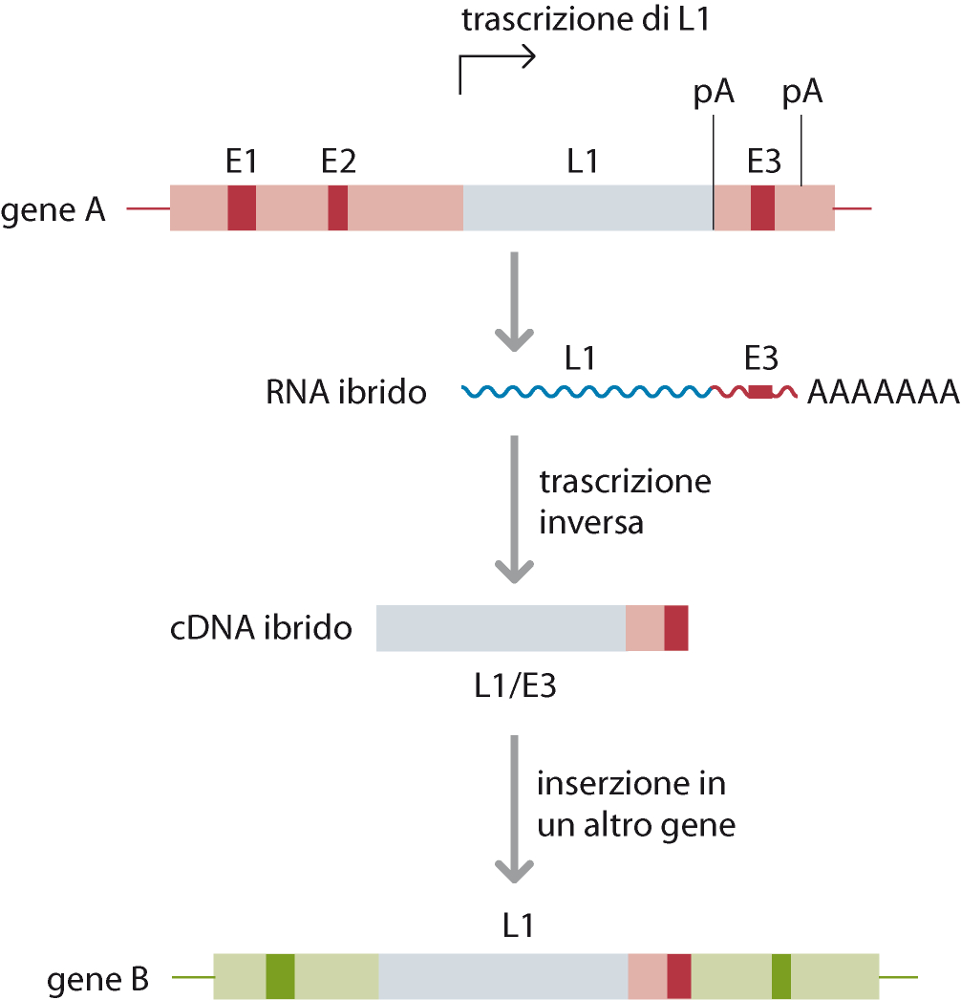 trascrizione di L1
pA pA
E1 E2 L1 E3
gene A
L1 E3
RNA ibrido AAAAAAA
trascrizione
inversa
cDNA ibrido
L1/E3
inserzione in
un altro gene
L1
gene B